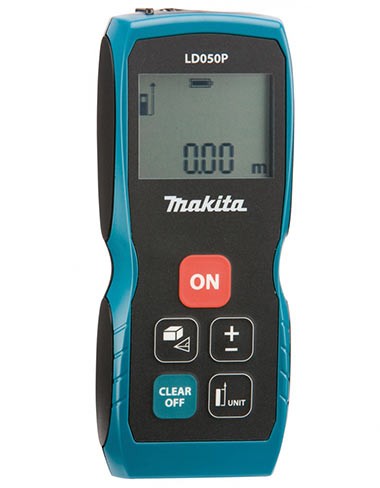 LD050P
0.00 m
makita
ON
+
−
CLEAR
OFF
UNIT